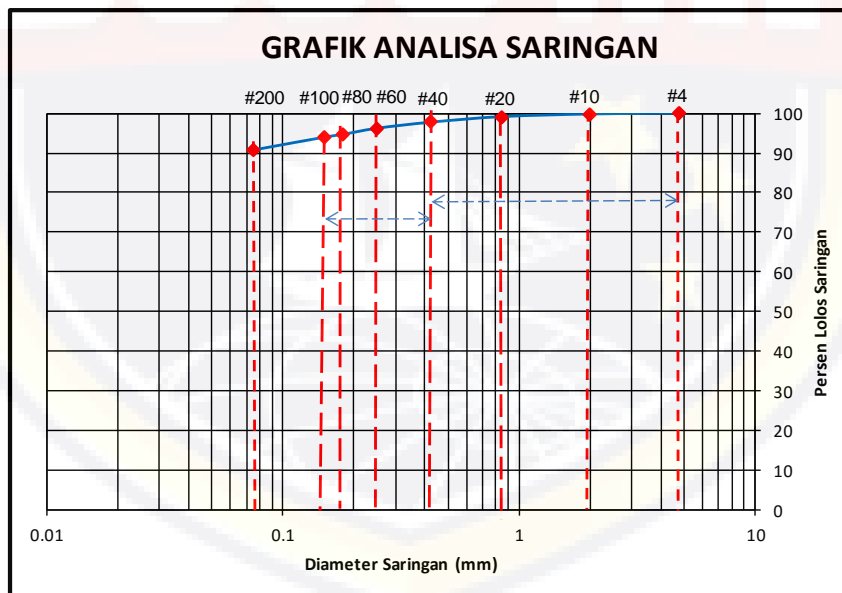 GRAFIK ANALISA SARINGAN
#200 #100 #80 #60 #40 #20 #10 #4
100
90
80
70
60
50
40
30
20
10
0
Persen Lolos Saringan
0.01 0.1 1 10
Diameter Saringan (mm)